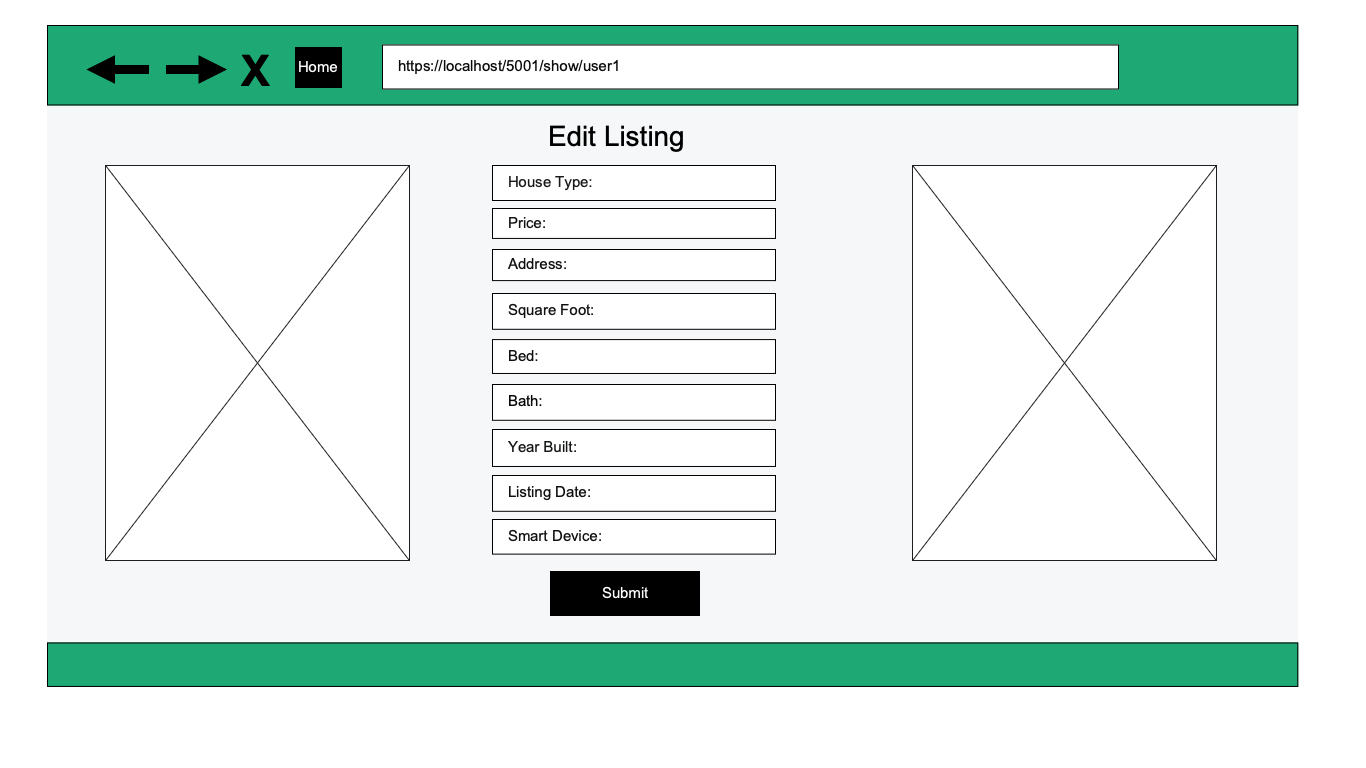 X
Home
https://localhost/5001/show/user1
Edit Listing
House Type:
Price:
Address:
Square Foot:
Bed:
Bath:
Year Built:
Listing Date:
Smart Device:
Submit